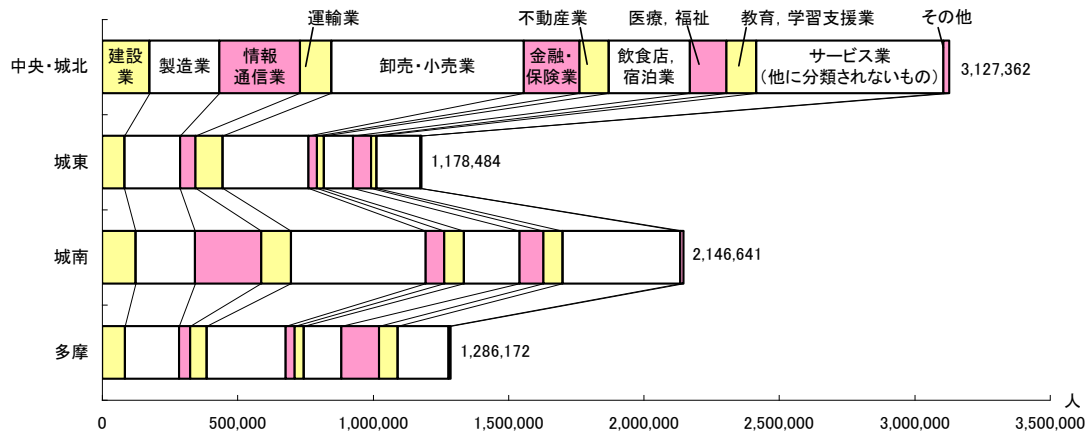 運輸業
不動産業
医療，福祉
教育，学習支援業
その他
中央・城北
建設
業
製造業
情報
通信業
卸売・小売業
金融・
保険業
飲食店，
宿泊業
サービス業
（他に分類されないもの）
3,127,362
城東
1,178,484
城南
2,146,641
多摩
1,286,172
人
0
500,000
1,000,000
1,500,000
2,000,000
2,500,000
3,000,000
3,500,000